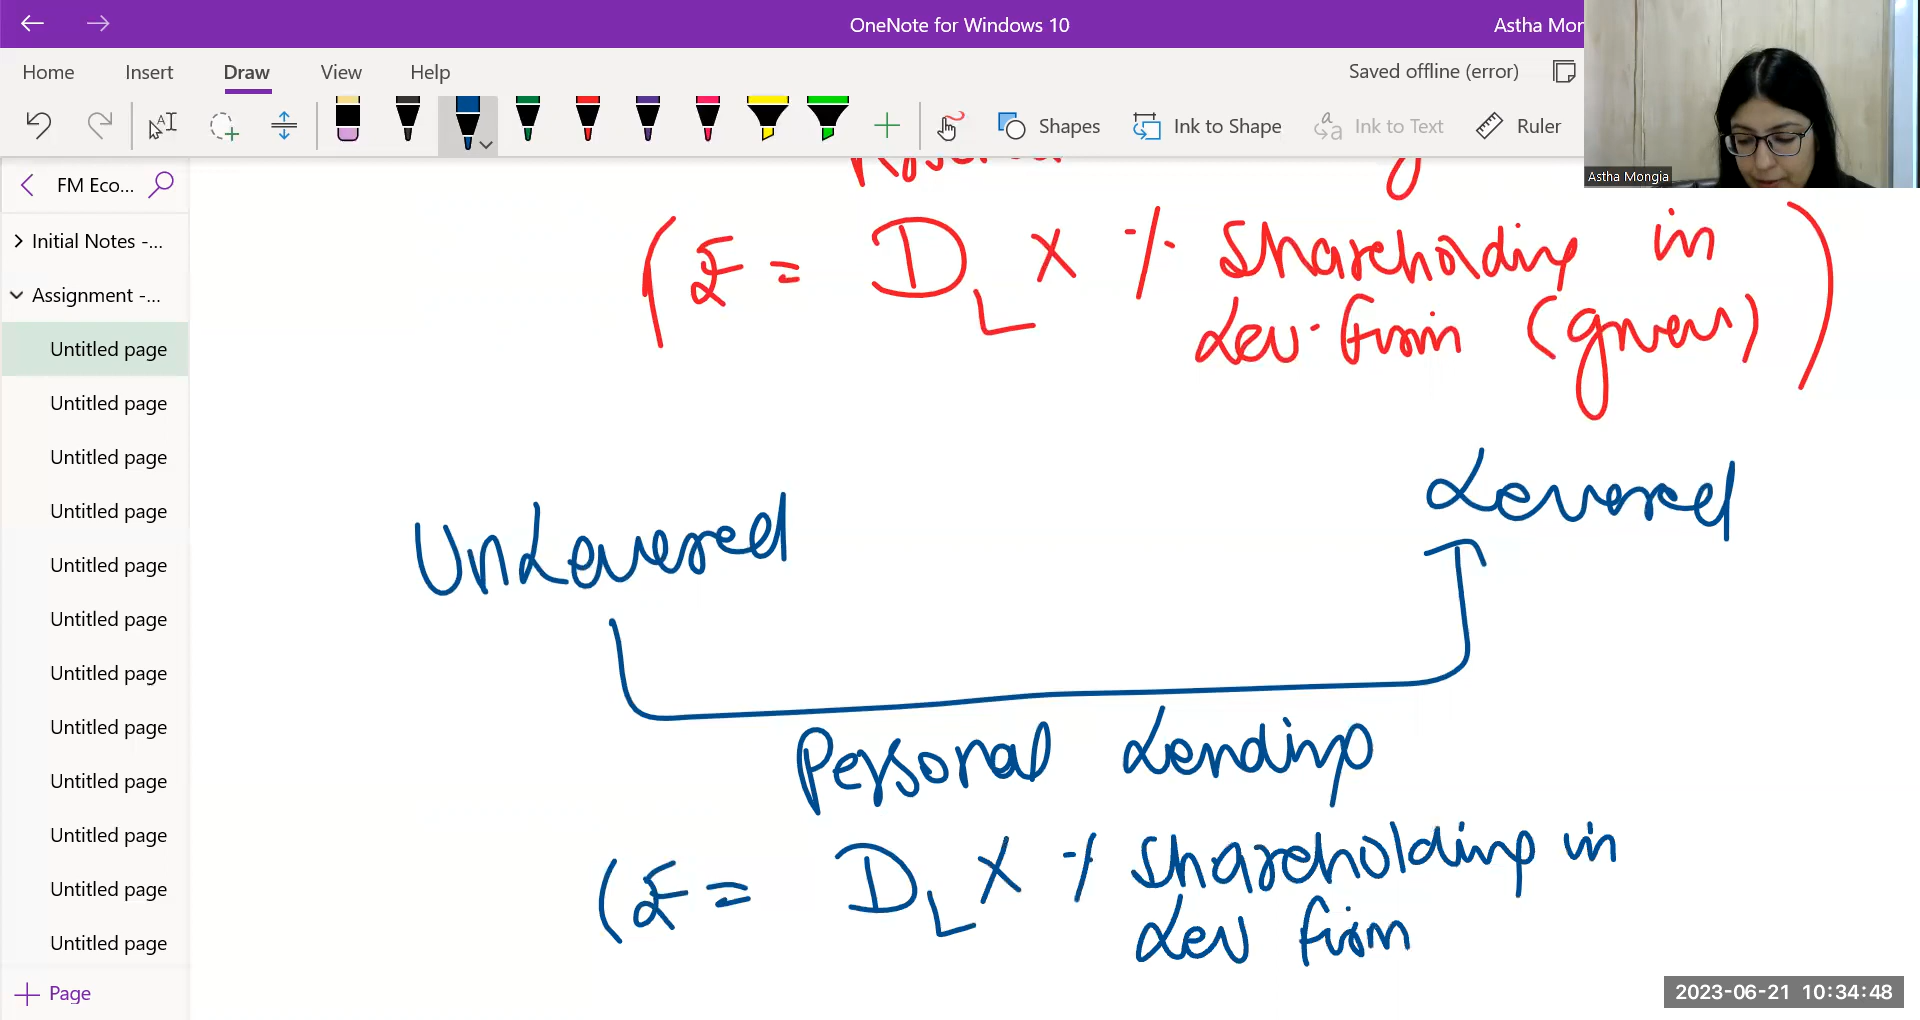 OneNote for Windows 10
Astha Mon
Home Insert Draw View Help
Saved offline (error)
Shapes Ink to Shape Ink to Text Ruler
Astha Mongia
FM Eco...
Initial Notes -...
Assignment -...
Untitled page
Untitled page
Untitled page
Untitled page
Untitled page
Untitled page
Untitled page
Untitled page
Untitled page
Untitled page
Untitled page
Untitled page
Page
(£ = D_L X % Shareholding in
Lev. firm (given))
Levered
UnLevered
Personal Lending
(£ = D_L X % Shareholding in
Lev firm
2023-06-21 10:34:48